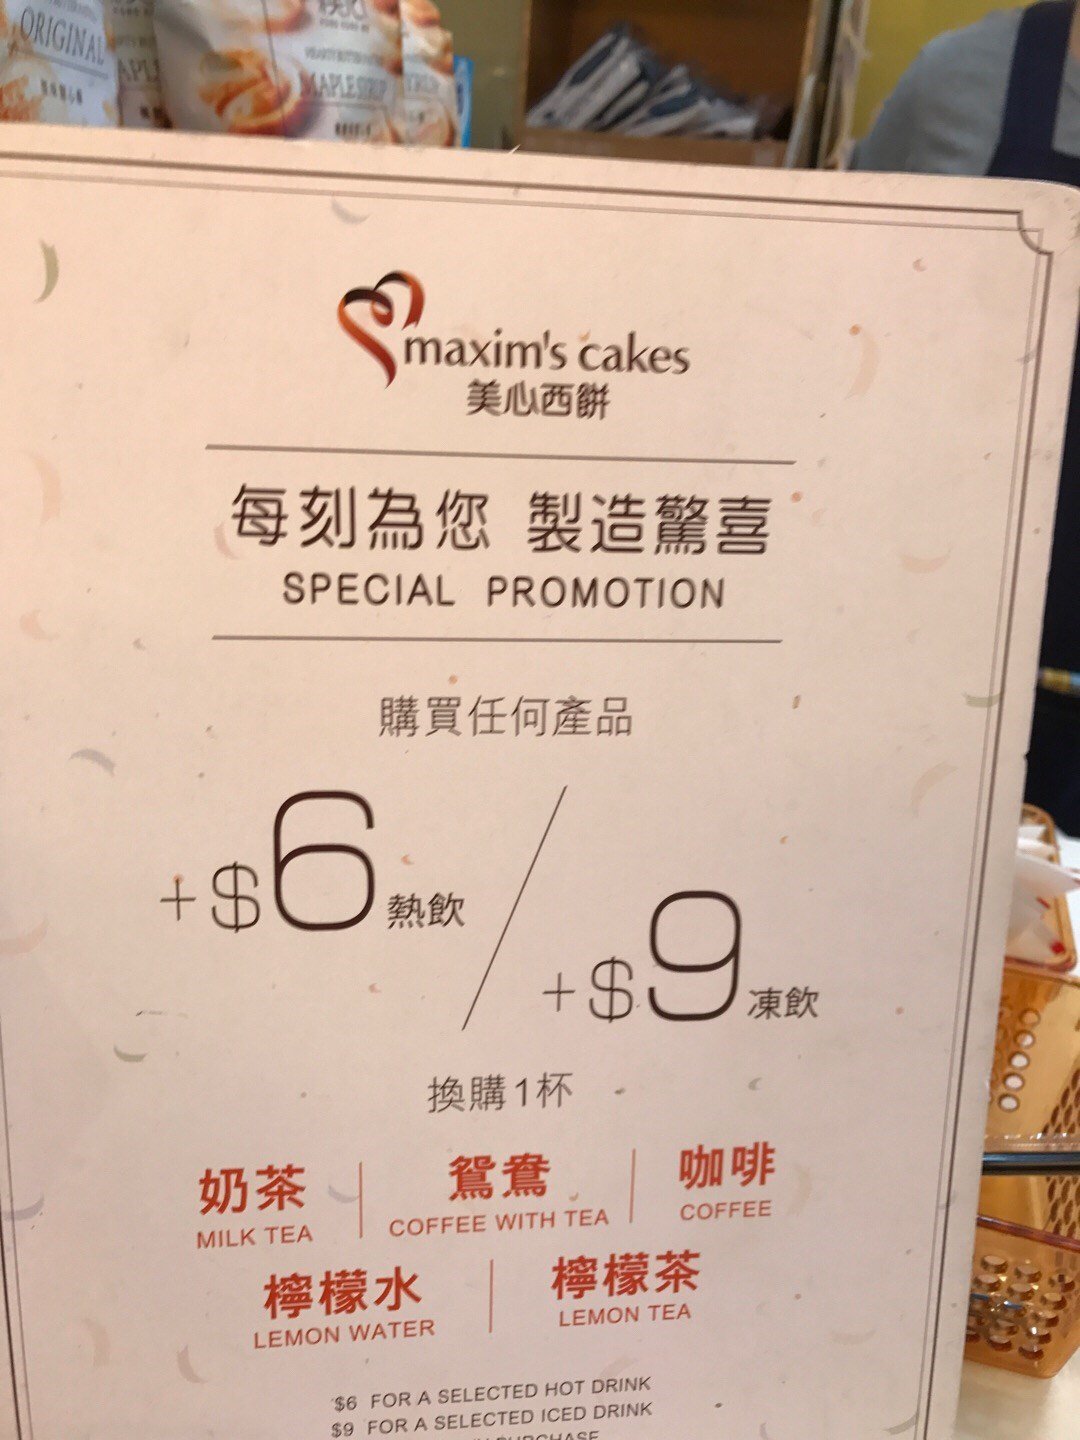 ORIGINAL
MAPLE SYRUP
maxim's cakes
美心西餅
每刻為您 製造驚喜
SPECIAL PROMOTION
購買任何產品
+$6熱飲
+$9凍飲
換購1杯
奶茶 鴛鴦 咖啡
MILK TEA COFFEE WITH TEA COFFEE
檸檬水 檸檬茶
LEMON WATER LEMON TEA
$6 FOR A SELECTED HOT DRINK
$9 FOR A SELECTED ICED DRINK
PURCHASE